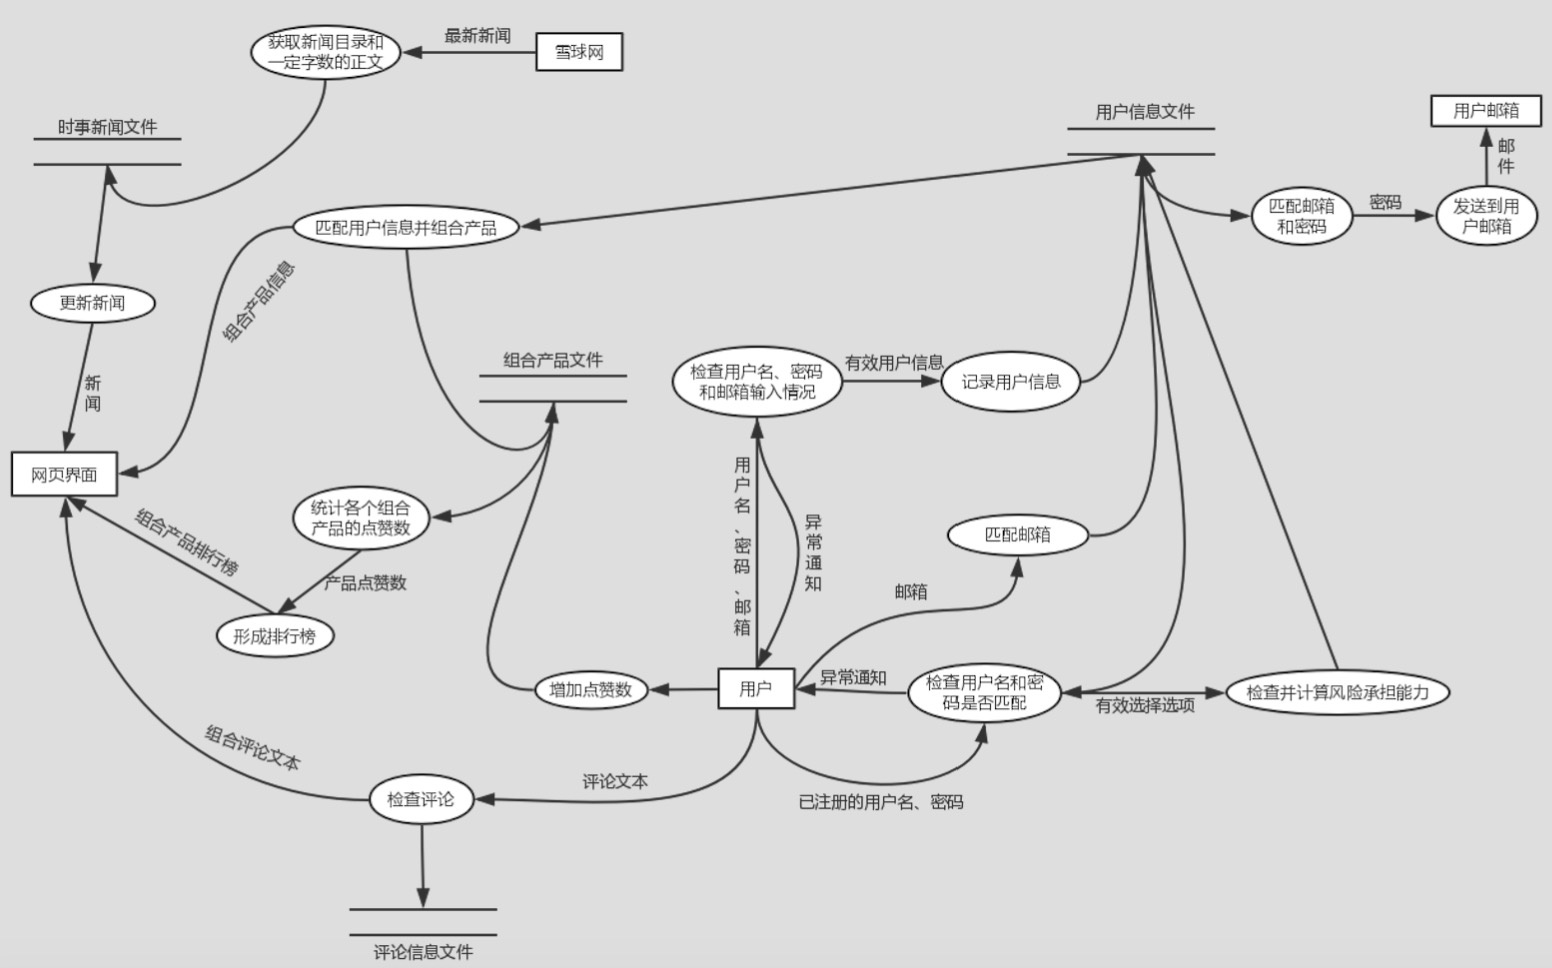 最新新闻
获取新闻目录和
一定字数的正文
雪球网
时事新闻文件
用户信息文件
用户邮箱
邮件
匹配用户信息并组合产品
匹配邮箱
和密码
密码
发送到用
户邮箱
组合产品信息
更新新闻
新闻
组合产品文件
检查用户名、密码
和邮箱输入情况
有效用户信息
记录用户信息
网页界面
用户名、密码、邮箱
异常通知
统计各个组合
产品的点赞数
组合产品排行榜
产品点赞数
匹配邮箱
邮箱
形成排行榜
增加点赞数
用户
异常通知
检查用户名和密
码是否匹配
有效选择选项
检查并计算风险承担能力
组合评论文本
评论文本
检查评论
已注册的用户名、密码
评论信息文件